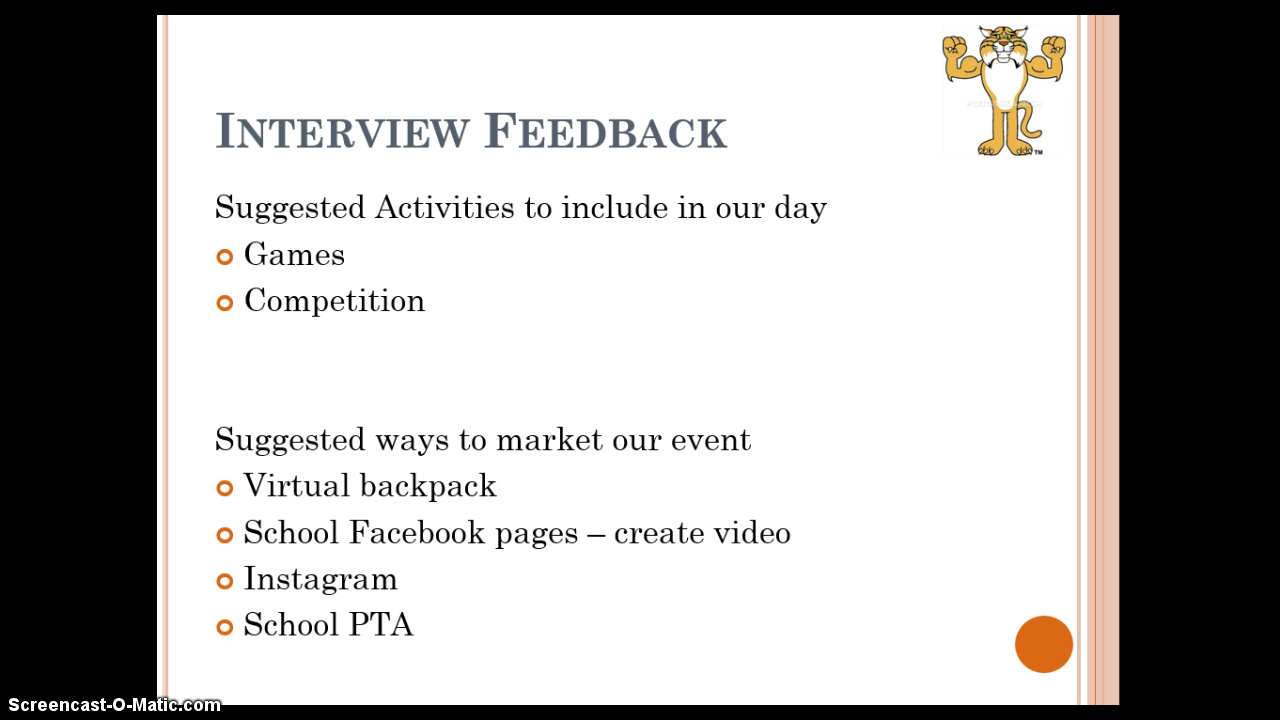 Interview Feedback
Suggested Activities to include in our day
Games
Competition
Suggested ways to market our event
Virtual backpack
School Facebook pages – create video
Instagram
School PTA
TM
Screencast-O-Matic.com